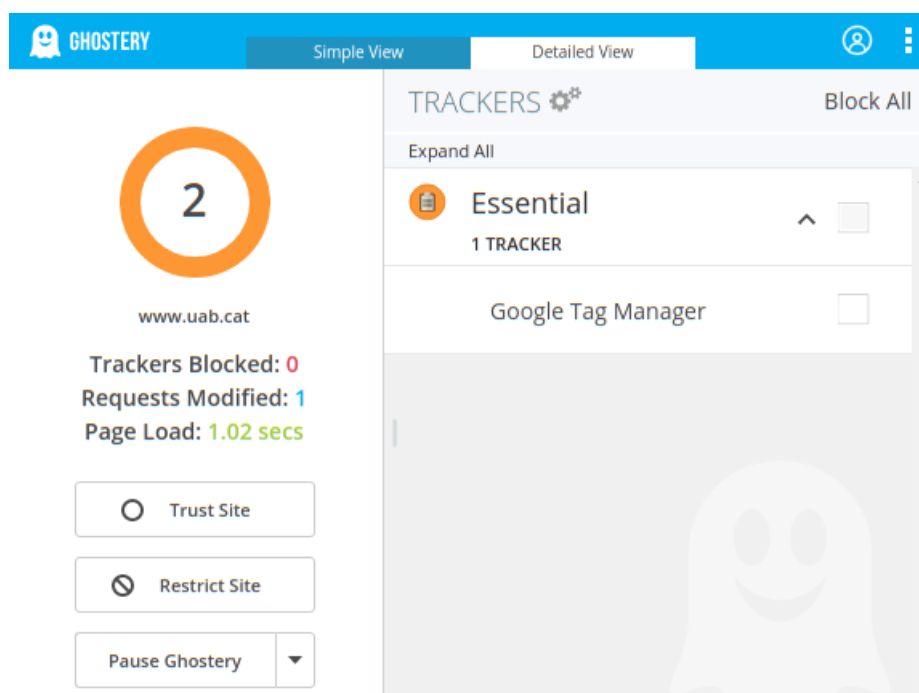 GHOSTERY
Simple View
Detailed View
2
www.uab.cat
Trackers Blocked: 0
Requests Modified: 1
Page Load: 1.02 secs
Trust Site
Restrict Site
Pause Ghostery
TRACKERS
Block All
Expand All
Essential
1 TRACKER
Google Tag Manager